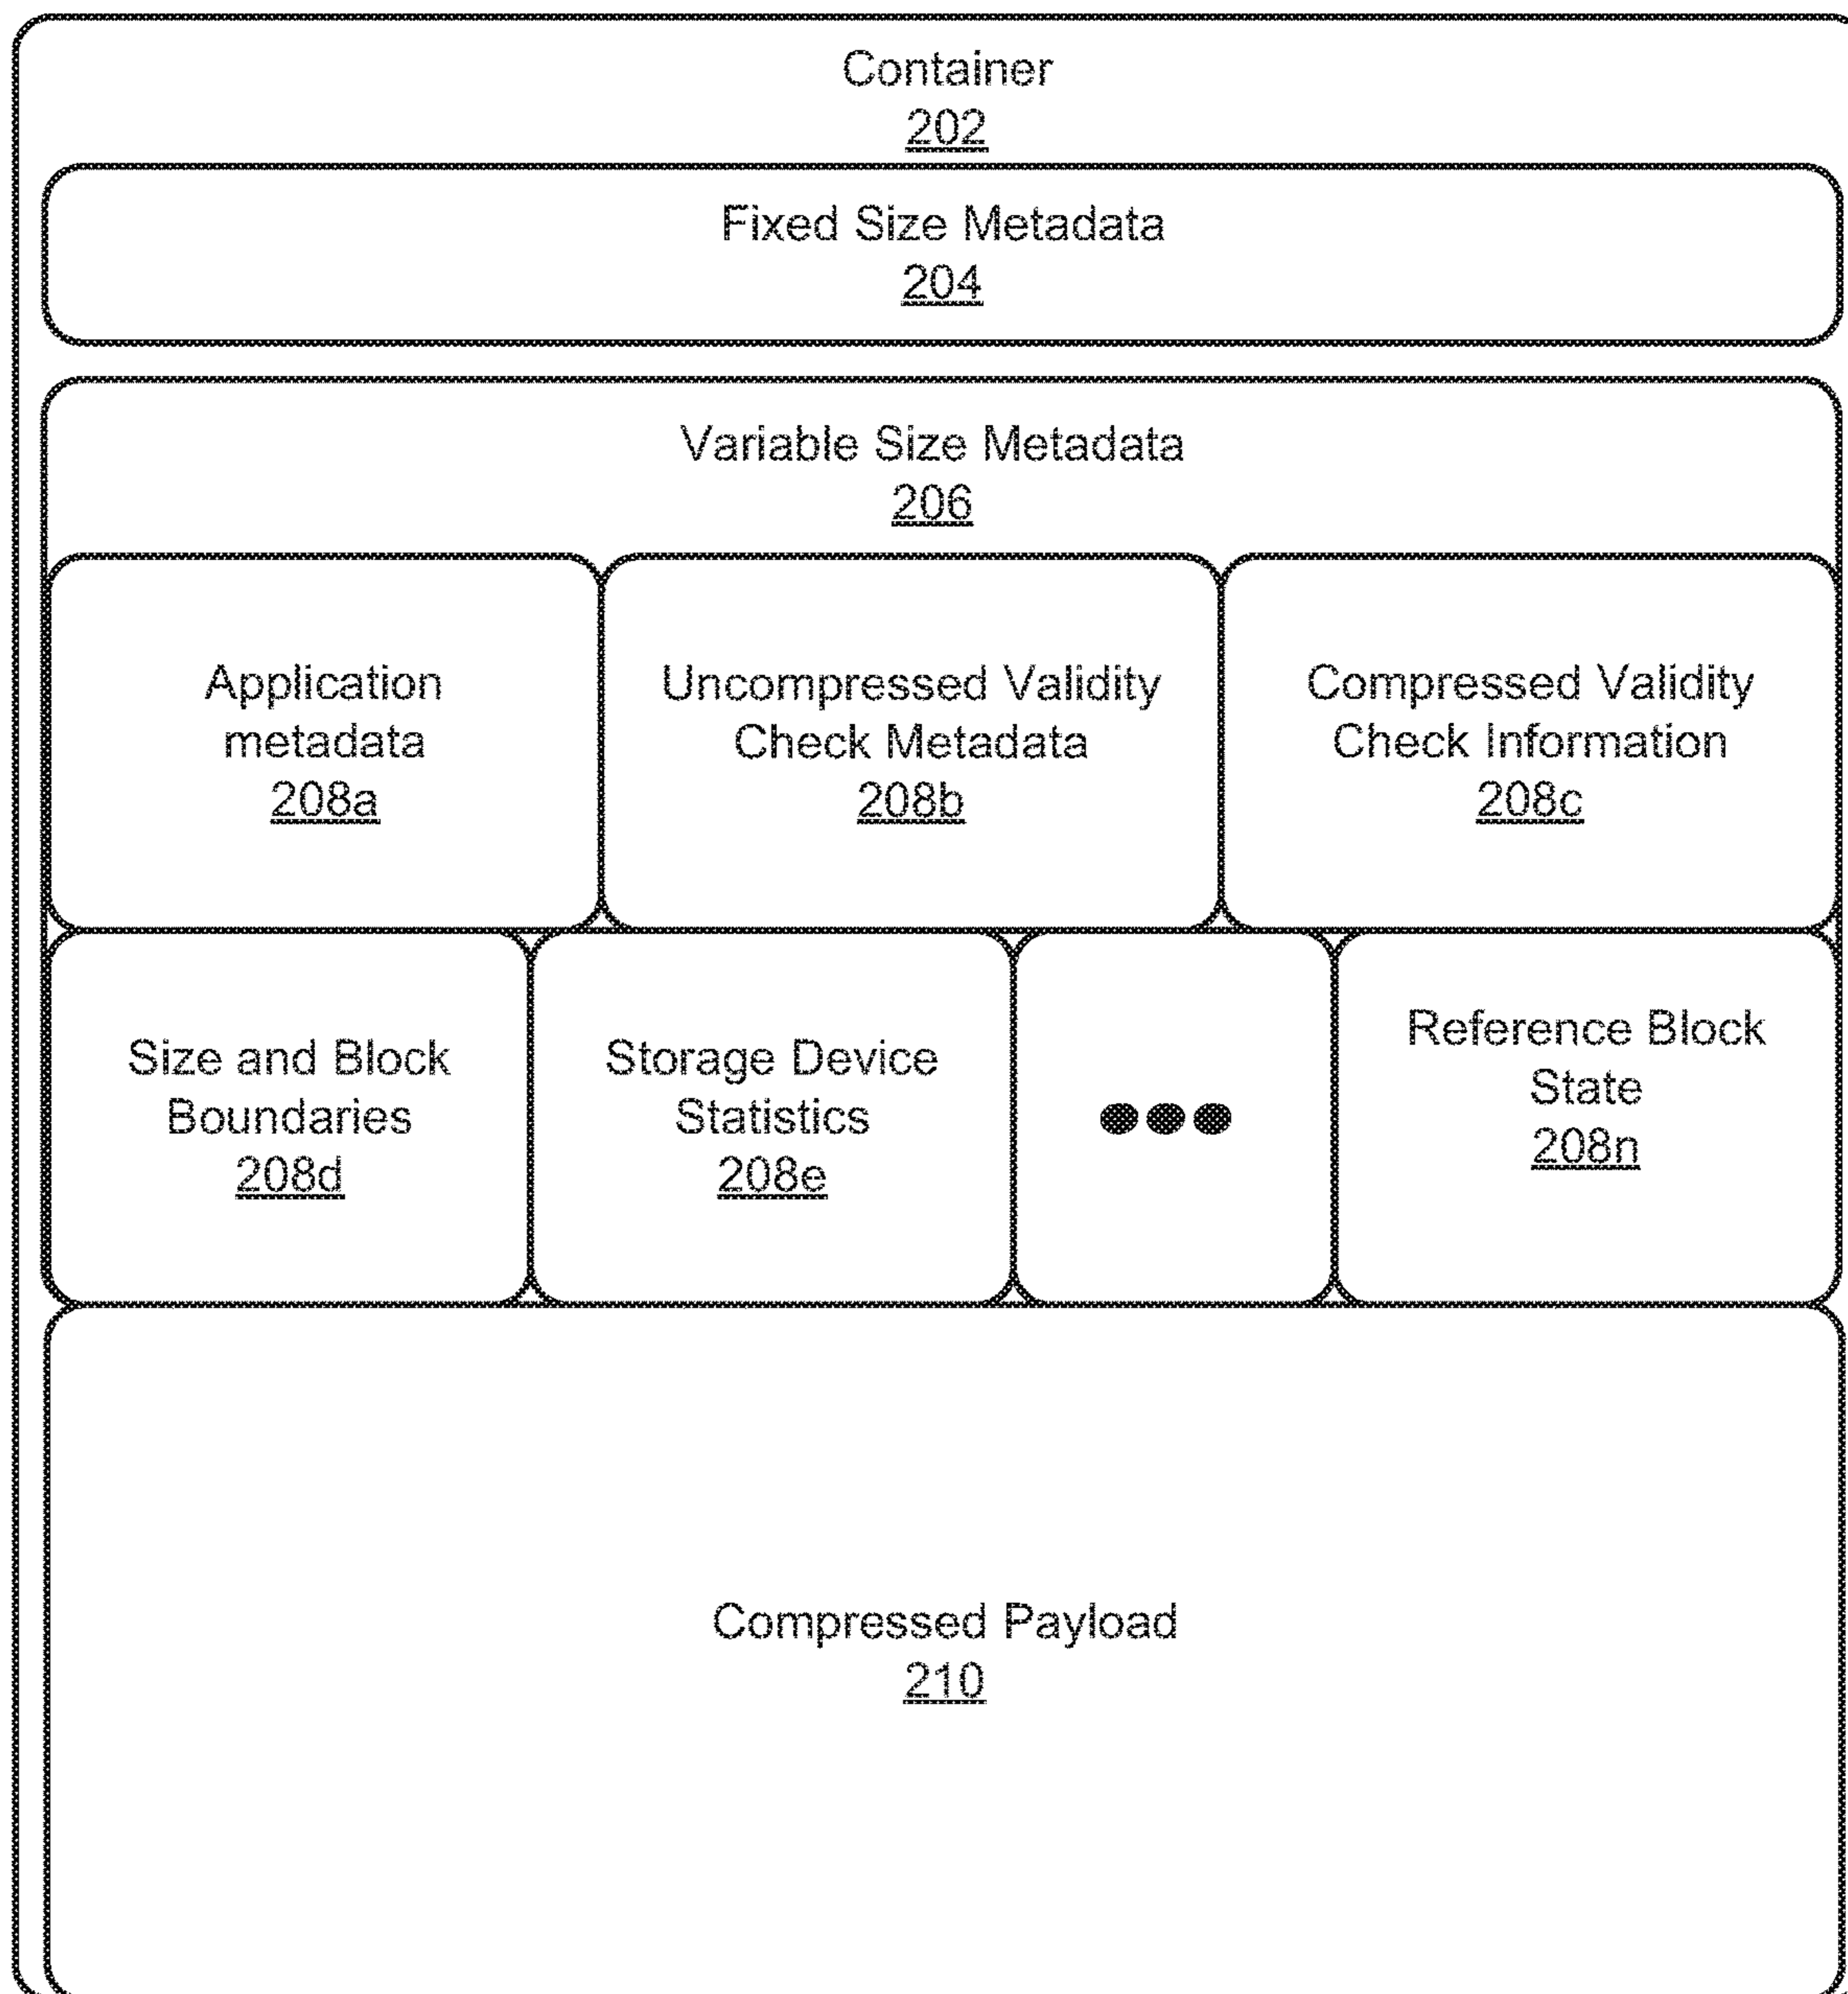 Container
202
Fixed Size Metadata
204
Variable Size Metadata
206
Application
metadata
208a
Uncompressed Validity
Check Metadata
208b
Compressed Validity
Check Information
208c
Size and Block
Boundaries
208d
Storage Device
Statistics
208e
Reference Block
State
208n
Compressed Payload
210